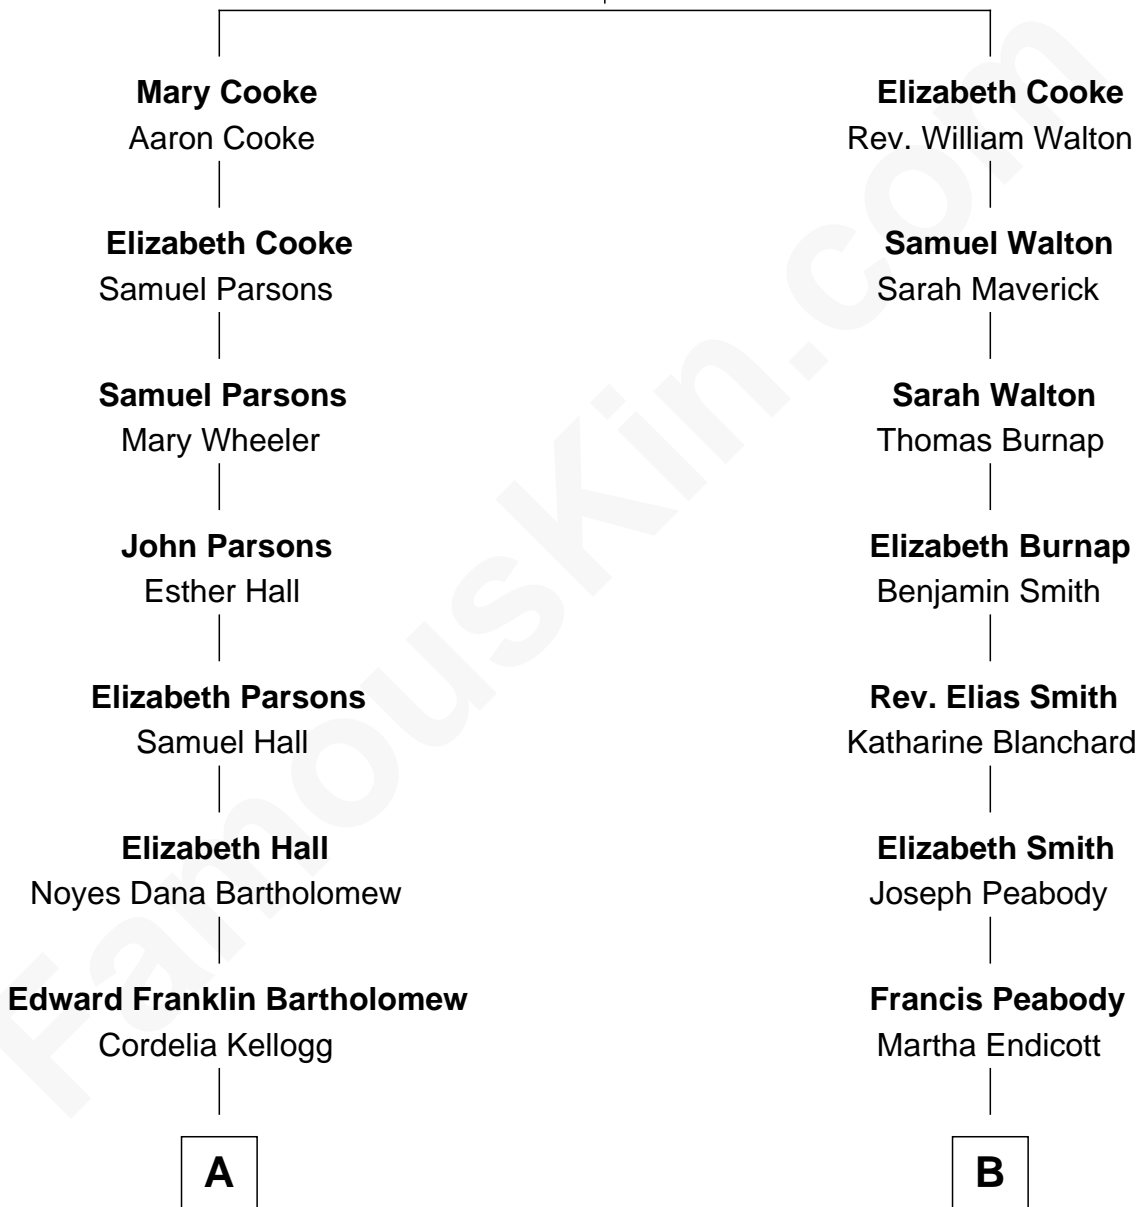 Mary Cooke
Aaron Cooke
Elizabeth Cooke
Samuel Parsons
Samuel Parsons
Mary Wheeler
John Parsons
Esther Hall
Elizabeth Parsons
Samuel Hall
Elizabeth Hall
Noyes Dana Bartholomew
Edward Franklin Bartholomew
Cordelia Kellogg
A
Elizabeth Cooke
Rev. William Walton
Samuel Walton
Sarah Maverick
Sarah Walton
Thomas Burnap
Elizabeth Burnap
Benjamin Smith
Rev. Elias Smith
Katharine Blanchard
Elizabeth Smith
Joseph Peabody
Francis Peabody
Martha Endicott
B
FamousKin.com